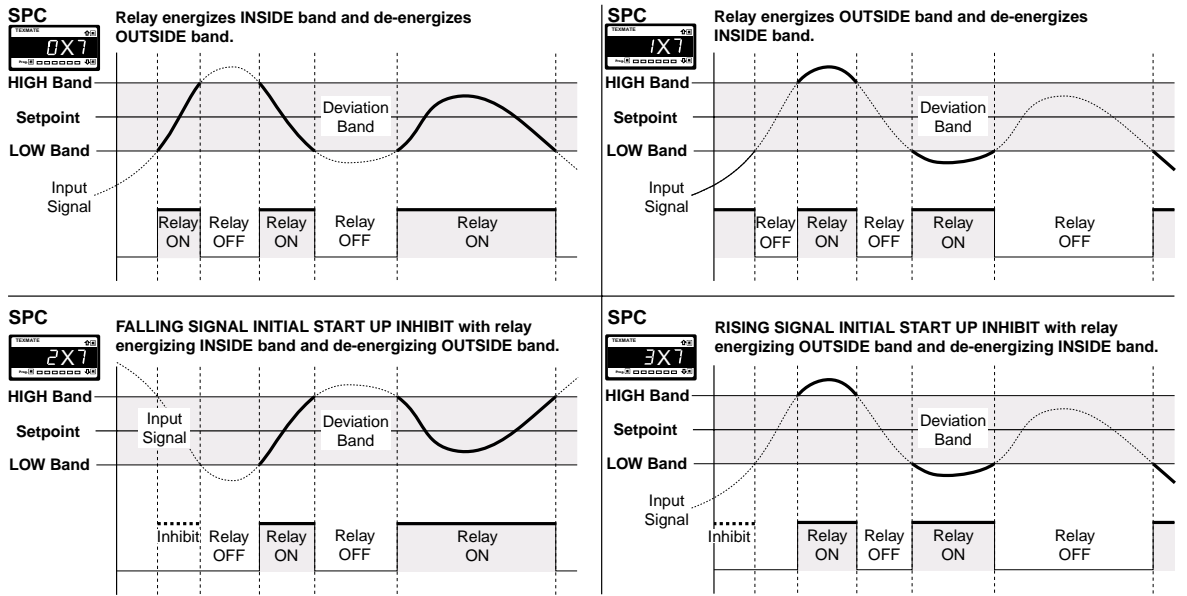 SPC
TEXMATE
0X7
Prog.
Relay energizes INSIDE band and de-energizes
OUTSIDE band.
HIGH Band
Setpoint
LOW Band
Deviation
Band
Input
Signal
Relay
ON
Relay
OFF
Relay
ON
Relay
OFF
Relay
ON
SPC
TEXMATE
1X7
Prog.
Relay energizes OUTSIDE band and de-energizes
INSIDE band.
HIGH Band
Setpoint
LOW Band
Deviation
Band
Input
Signal
Relay
OFF
Relay
ON
Relay
OFF
Relay
ON
Relay
OFF
SPC
TEXMATE
2X7
Prog.
FALLING SIGNAL INITIAL START UP INHIBIT with relay
energizing INSIDE band and de-energizing OUTSIDE band.
HIGH Band
Setpoint
LOW Band
Input
Signal
Deviation
Band
Inhibit
Relay
OFF
Relay
ON
Relay
OFF
Relay
ON
SPC
TEXMATE
3X7
Prog.
RISING SIGNAL INITIAL START UP INHIBIT with relay
energizing OUTSIDE band and de-energizing INSIDE band.
HIGH Band
Setpoint
LOW Band
Deviation
Band
Input
Signal
Inhibit
Relay
ON
Relay
OFF
Relay
ON
Relay
OFF